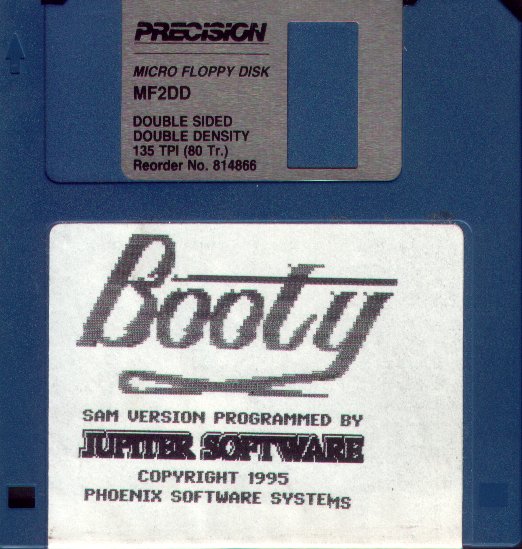 PRECISION
MICRO FLOPPY DISK
MF2DD
DOUBLE SIDED
DOUBLE DENSITY
135 TPI (80 Tr.)
Reorder No. 814866
Booty
SAM VERSION PROGRAMMED BY
JUPITER SOFTWARE
COPYRIGHT 1995
PHOENIX SOFTWARE SYSTEMS